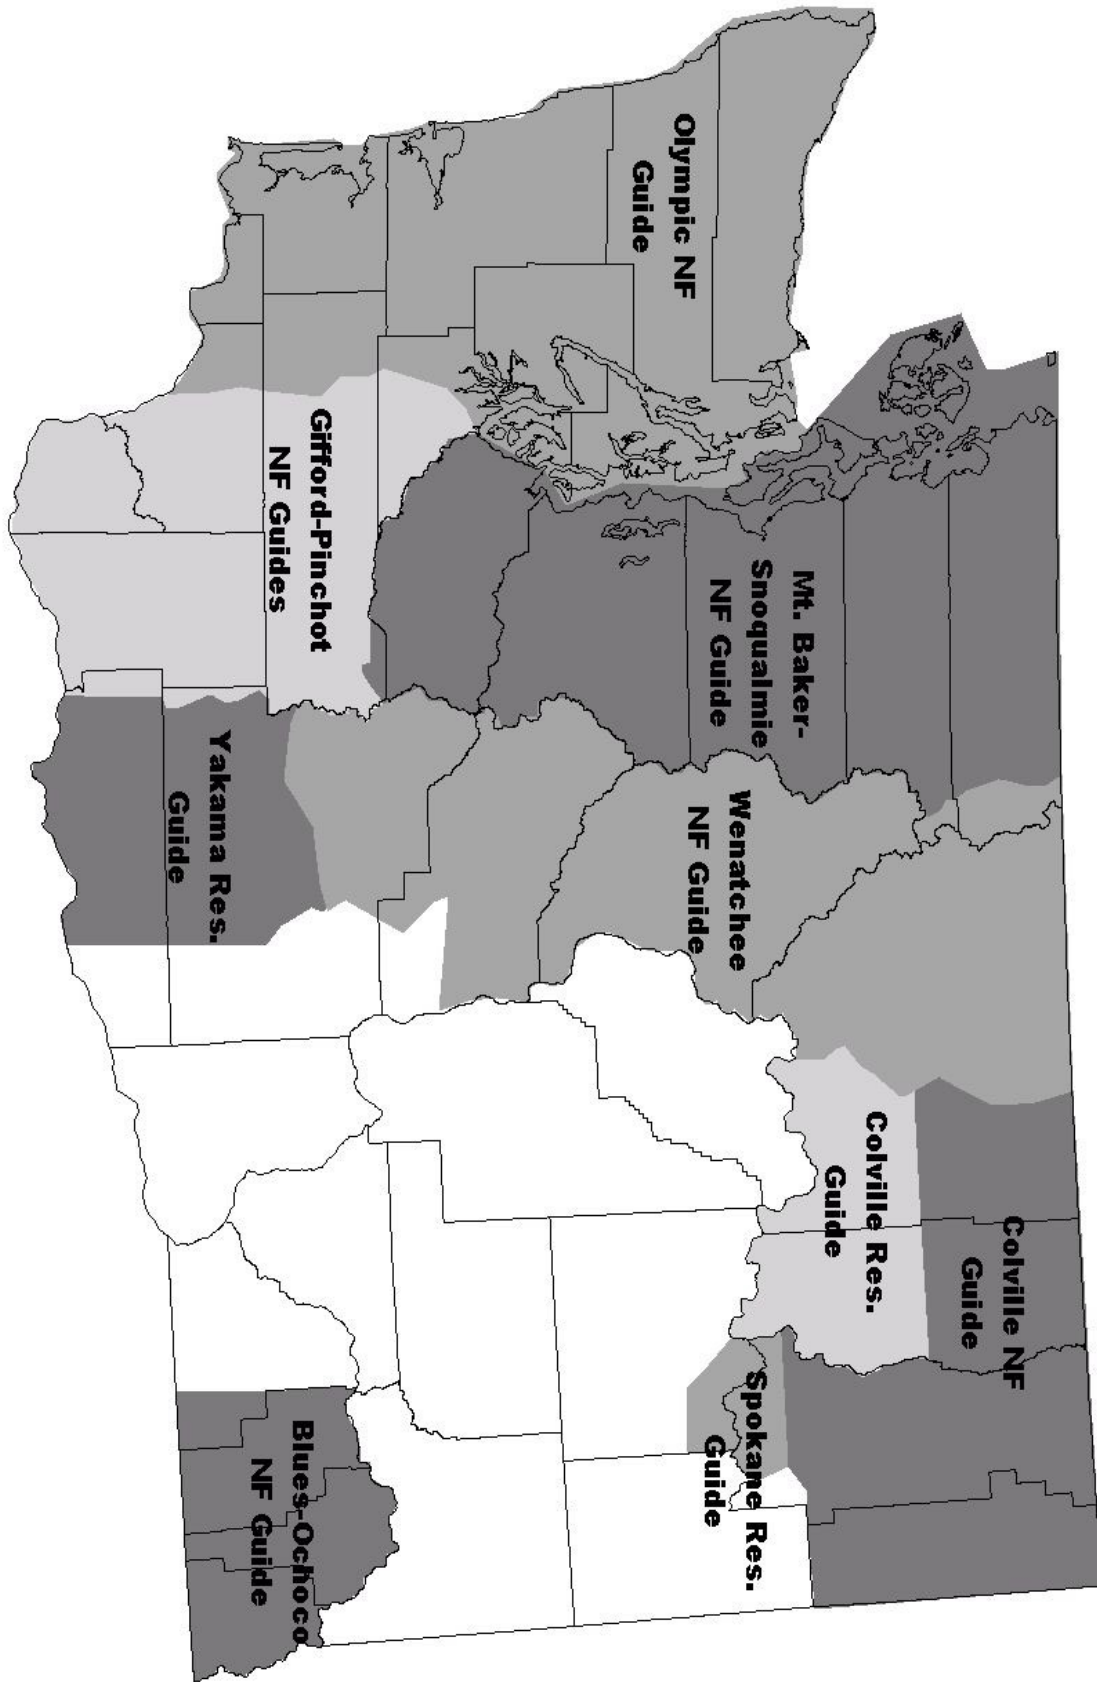 Olympic NF
Guide
Mt. Baker-
Snoqualmie
NF Guide
Gifford-Pinchot
NF Guides
Wenatchee
NF Guide
Yakama Res.
Guide
Colville NF
Guide
Colville Res.
Guide
Spokane Res.
Guide
Blues-Ochoco
NF Guide